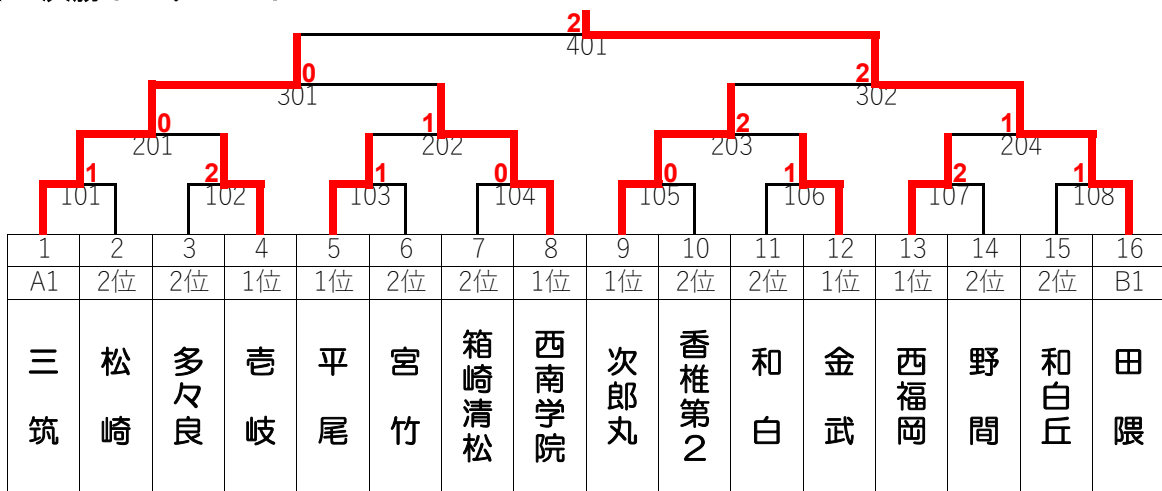 2
401
0 2
301 302
0 1 2 1
201 202 203 204
1 2 1 0 0 1 2 1
101 102 103 104 105 106 107 108
1 2 3 4 5 6 7 8 9 10 11 12 13 14 15 16
A1 2位 2位 1位 1位 2位 2位 1位 1位 2位 2位 1位 1位 2位 2位 B1
三筑 松崎 多々良 壱岐 平尾 宮竹 箱崎清松 西南学院 次郎丸 香椎第2 和白 金武 西福岡 野間 和白丘 田隈